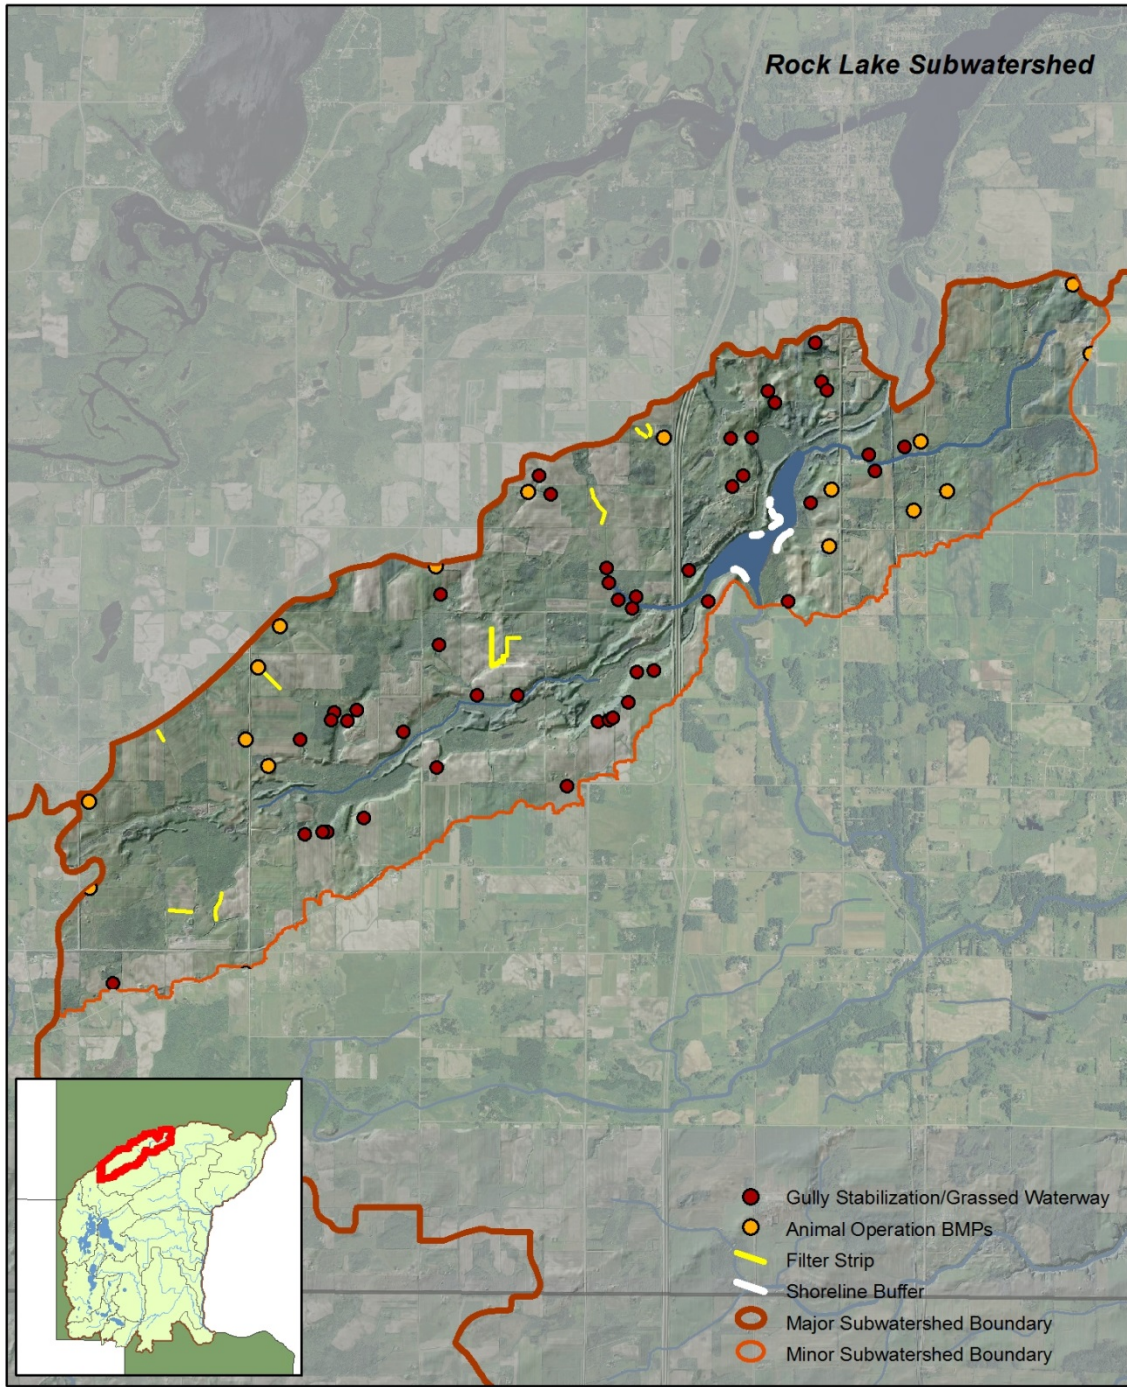 Rock Lake Subwatershed
Gully Stabilization/Grassed Waterway
Animal Operation BMPs
Filter Strip
Shoreline Buffer
Major Subwatershed Boundary
Minor Subwatershed Boundary